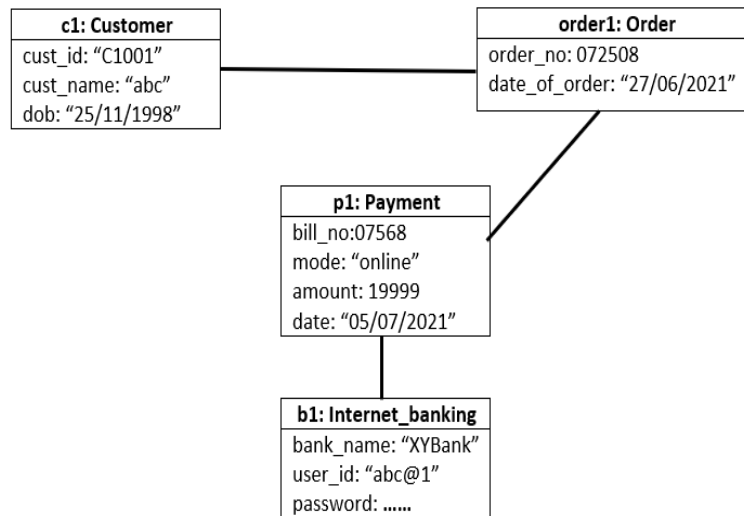 c1: Customer
cust_id: “C1001”
cust_name: “abc”
dob: “25/11/1998”
order1: Order
order_no: 072508
date_of_order: “27/06/2021”
p1: Payment
bill_no:07568
mode: “online”
amount: 19999
date: “05/07/2021”
b1: Internet_banking
bank_name: “XYBank”
user_id: “abc@1”
password: ......